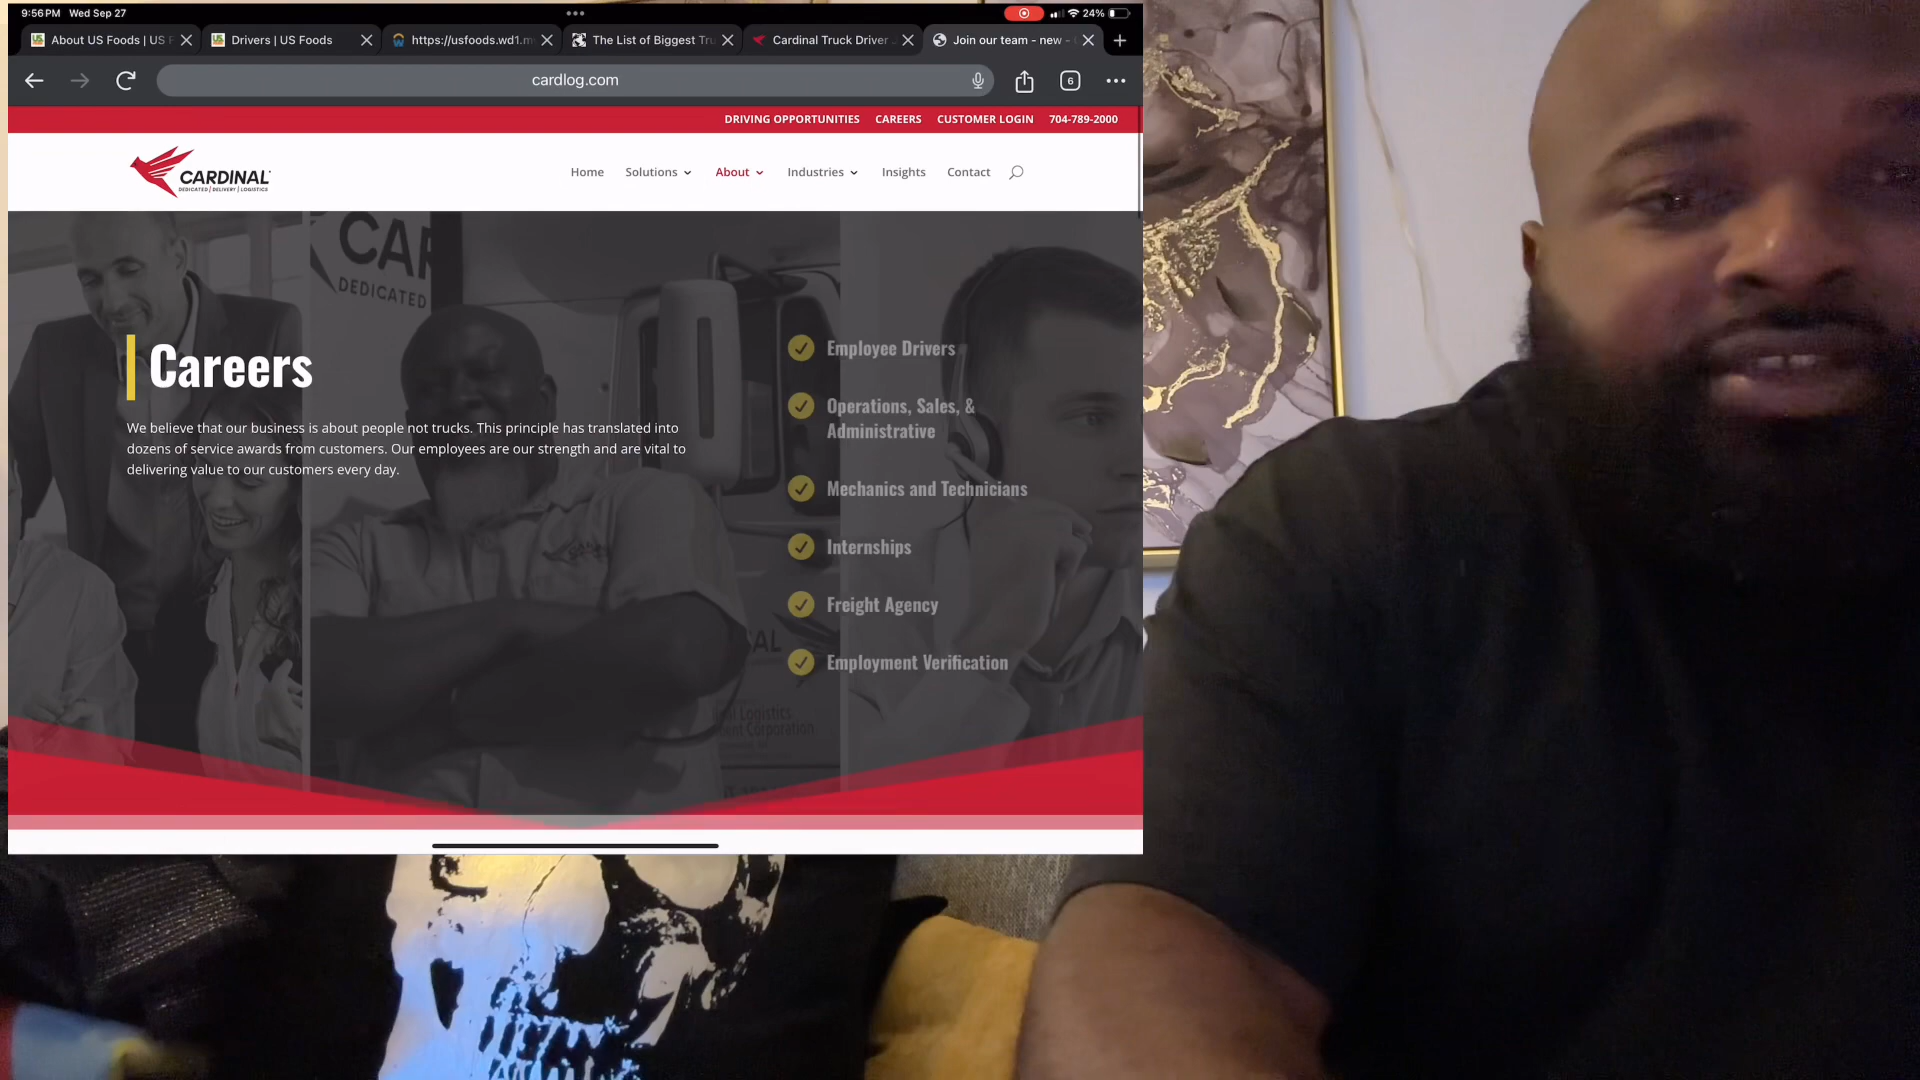 9:56 PM Wed Sep 27
24%
About US Foods | US F
Drivers | US Foods
https://usfoods.wd1.m
The List of Biggest Tru
Cardinal Truck Driver
Join our team - new -
cardlog.com
6
DRIVING OPPORTUNITIES CAREERS CUSTOMER LOGIN 704-789-2000
CARDINAL
DEDICATED | DELIVERY | LOGISTICS
Home Solutions About Industries Insights Contact
CAR
DEDICATED
Careers
We believe that our business is about people not trucks. This principle has translated into
dozens of service awards from customers. Our employees are our strength and are vital to
delivering value to our customers every day.
Employee Drivers
Operations, Sales, &
Administrative
Mechanics and Technicians
Internships
Freight Agency
Employment Verification
Logistics
Corporation